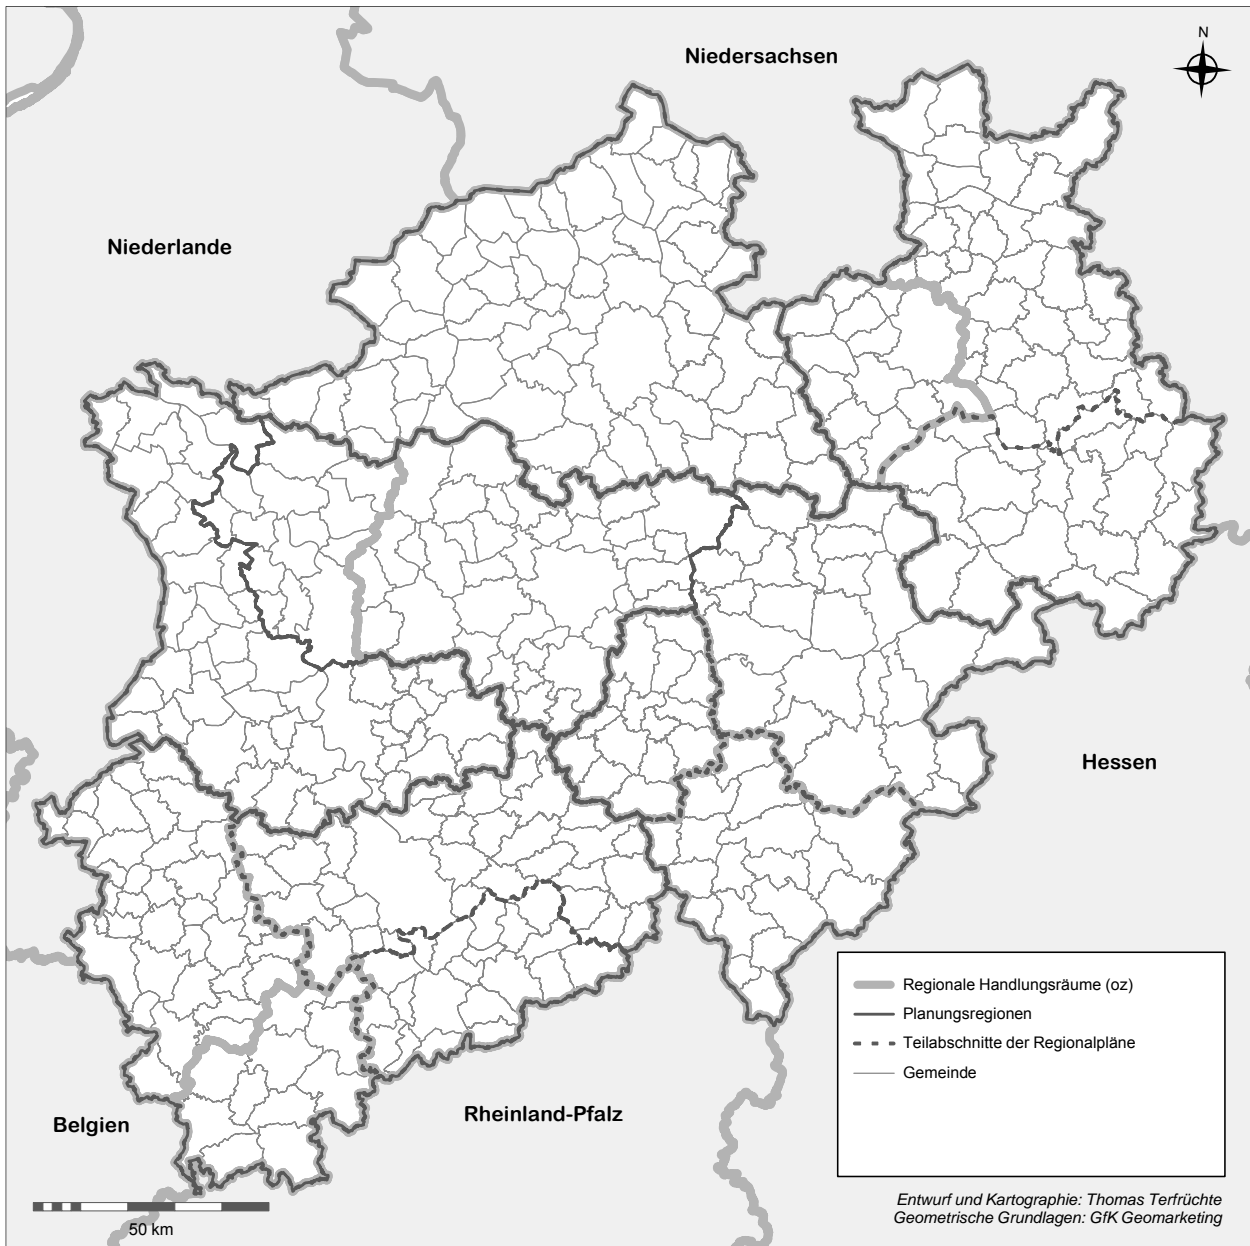 Niedersachsen
N
Niederlande
Hessen
Regionale Handlungsräume (oz)
Planungsregionen
Teilabschnitte der Regionalpläne
Gemeinde
Rheinland-Pfalz
Belgien
50 km
Entwurf und Kartographie: Thomas Terfrüchte
Geometrische Grundlagen: GfK Geomarketing